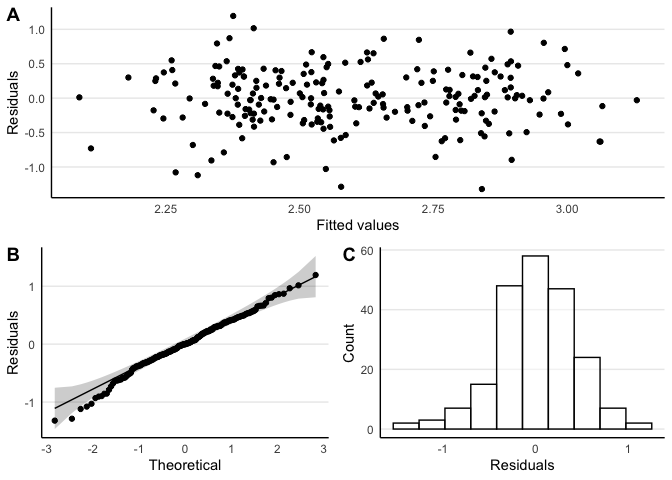 A
Residuals
1.0
0.5
0.0
-0.5
-1.0
2.25 2.50 2.75 3.00
Fitted values
B
Residuals
1
0
-1
-3 -2 -1 0 1 2 3
Theoretical
C
Count
60
40
20
0
-1 0 1
Residuals